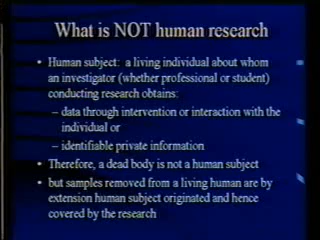 What is NOT human research
• Human subject: a living individual about whom
an investigator (whether professional or student)
conducting research obtains:
– data through intervention or interaction with the
individual or
– identifiable private information
• Therefore, a dead body is not a human subject
• but samples removed from a living human are by
extension human subject originated and hence
covered by the research